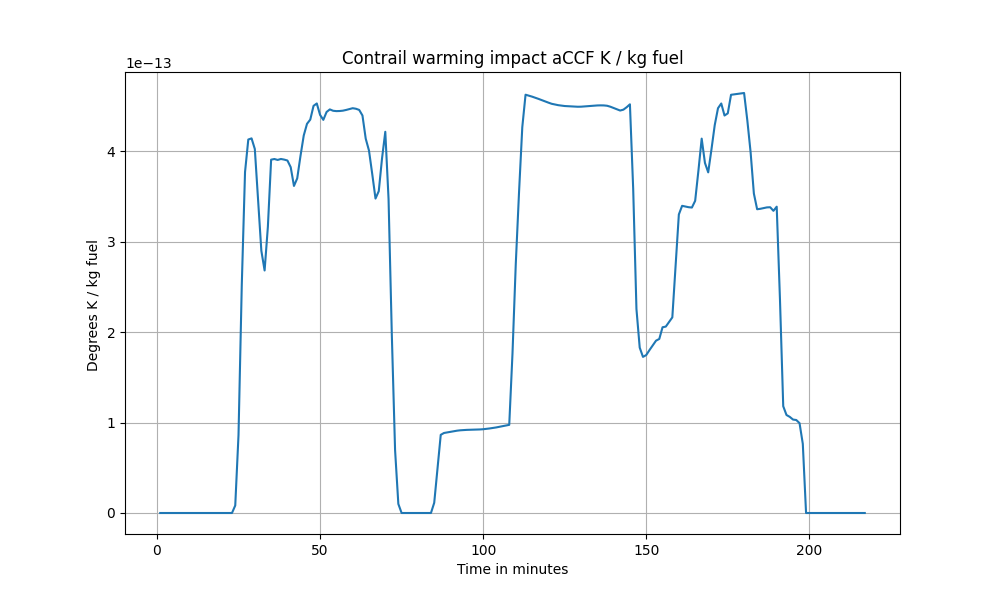 Contrail warming impact aCCF K / kg fuel
1e−13
4
3
2
1
0
Degrees K / kg fuel
0 50 100 150 200
Time in minutes